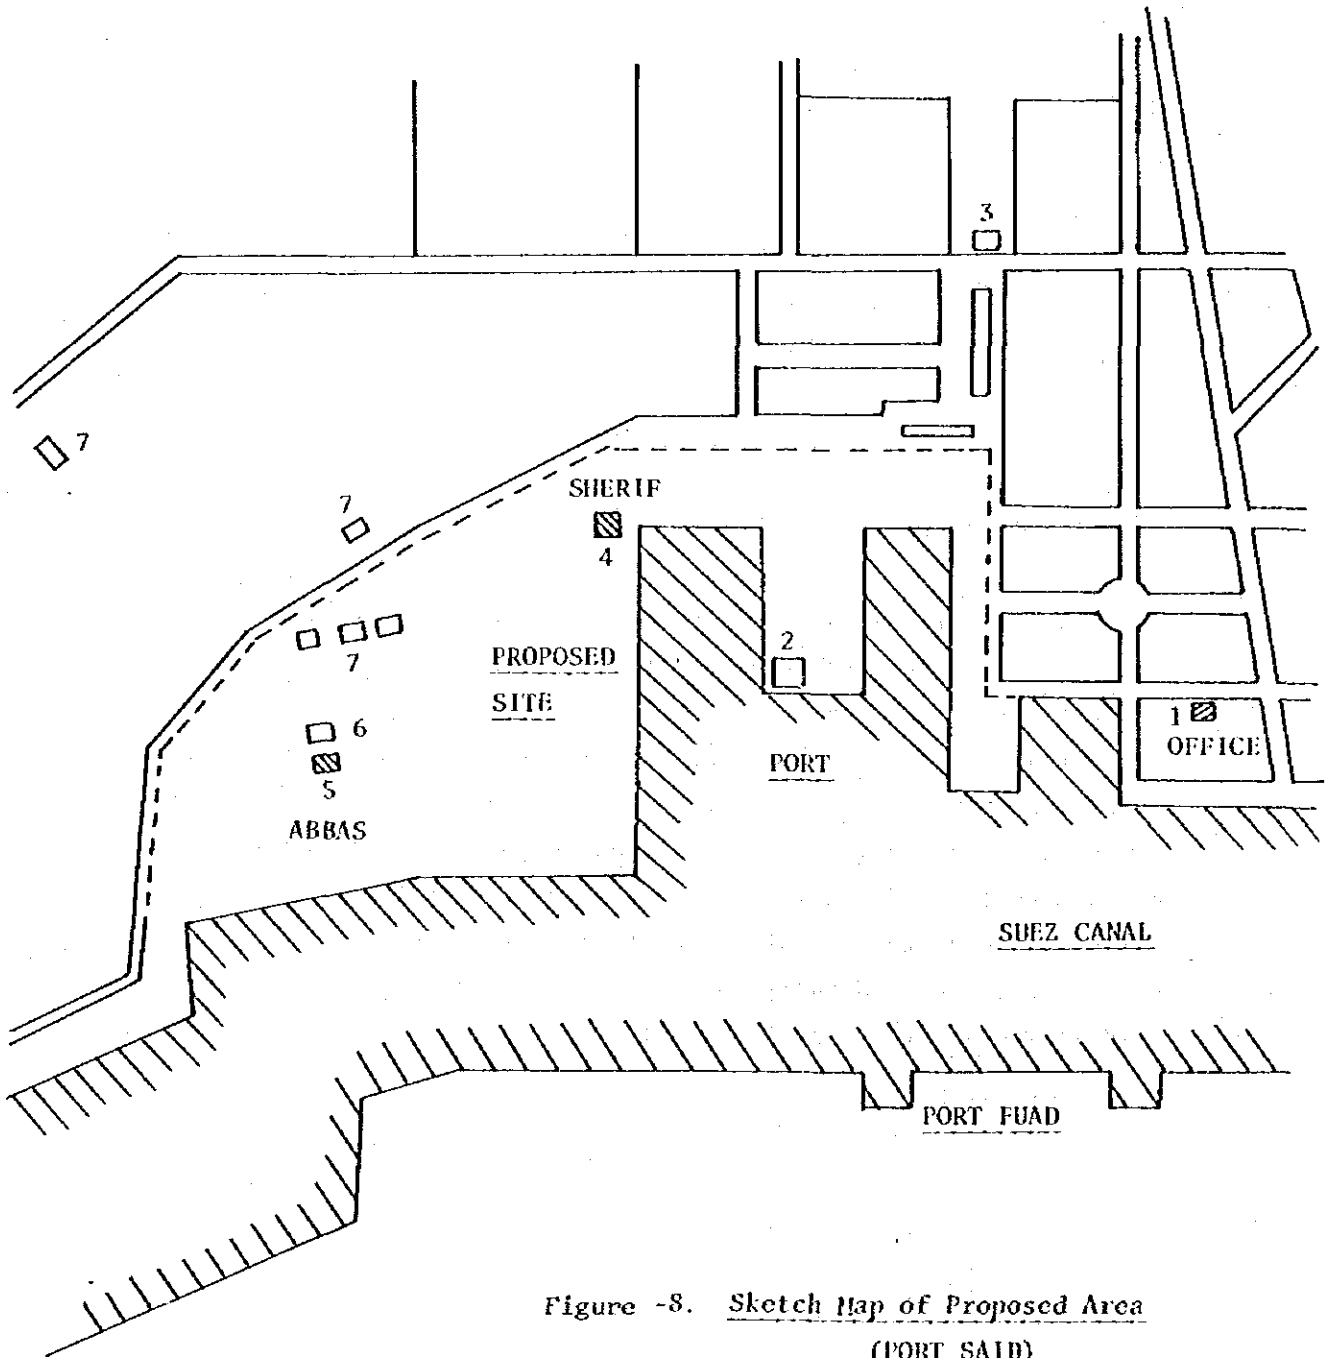 3
7
7
SHERIF
4
2
7
PROPOSED
SITE
6
5
ABBAS
PORT
1
OFFICE
SUEZ CANAL
PORT FUAD
Figure -8. Sketch Map of Proposed Area
(PORT SAID)